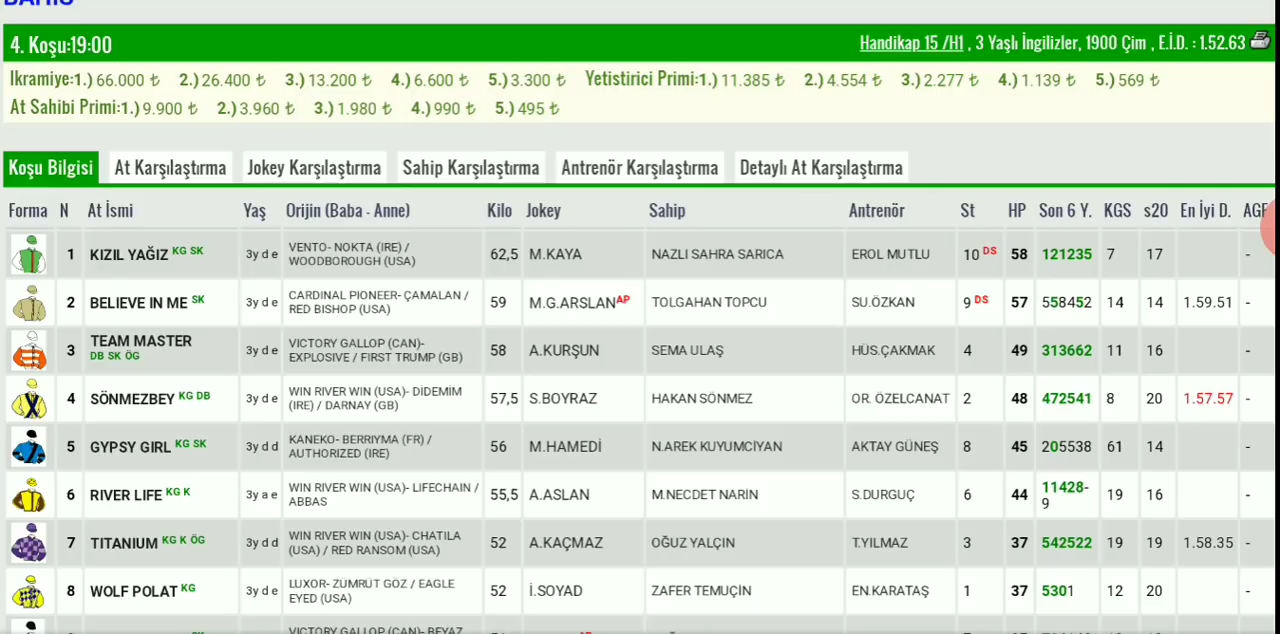 BAHİS
4. Koşu:19:00 Handikap 15 /H1 , 3 Yaşlı İngilizler, 1900 Çim , E.İ.D. : 1.52.63
Ikramiye:1.) 66.000 ₺ 2.) 26.400 ₺ 3.) 13.200 ₺ 4.) 6.600 ₺ 5.) 3.300 ₺ Yetistirici Primi:1.) 11.385 ₺ 2.) 4.554 ₺ 3.) 2.277 ₺ 4.) 1.139 ₺ 5.) 569 ₺
At Sahibi Primi:1.) 9.900 ₺ 2.) 3.960 ₺ 3.) 1.980 ₺ 4.) 990 ₺ 5.) 495 ₺
Koşu Bilgisi At Karşılaştırma Jokey Karşılaştırma Sahip Karşılaştırma Antrenör Karşılaştırma Detaylı At Karşılaştırma
Forma N At İsmi Yaş Orijin (Baba - Anne) Kilo Jokey Sahip Antrenör St HP Son 6 Y. KGS s20 En İyi D. AGF
1 KIZIL YAĞIZ KG SK 3y d e VENTO- NOKTA (IRE) / WOODBOROUGH (USA) 62,5 M.KAYA NAZLI SAHRA SARICA EROL MUTLU 10 DS 58 121235 7 17 -
2 BELIEVE IN ME SK 3y d e CARDINAL PIONEER- ÇAMALAN / RED BISHOP (USA) 59 M.G.ARSLAN AP TOLGAHAN TOPCU SU.ÖZKAN 9 DS 57 558452 14 14 1.59.51 -
3 TEAM MASTER DB SK ÖG 3y d e VICTORY GALLOP (CAN)- EXPLOSIVE / FIRST TRUMP (GB) 58 A.KURŞUN SEMA ULAŞ HÜS.ÇAKMAK 4 49 313662 11 16 -
4 SÖNMEZBEY KG DB 3y d e WIN RIVER WIN (USA)- DİDEMİM (IRE) / DARNAY (GB) 57,5 S.BOYRAZ HAKAN SÖNMEZ OR. ÖZELCANAT 2 48 472541 8 20 1.57.57 -
5 GYPSY GIRL KG SK 3y d d KANEKO- BERRIYMA (FR) / AUTHORIZED (IRE) 56 M.HAMEDİ N.AREK KUYUMCİYAN AKTAY GÜNEŞ 8 45 205538 61 14 -
6 RIVER LIFE KG K 3y a e WIN RIVER WIN (USA)- LIFECHAIN / ABBAS 55,5 A.ASLAN M.NECDET NARİN S.DURGUÇ 6 44 11428-9 19 16 -
7 TITANIUM KG K ÖG 3y d d WIN RIVER WIN (USA)- CHATILA (USA) / RED RANSOM (USA) 52 A.KAÇMAZ OĞUZ YALÇIN T.YILMAZ 3 37 542522 19 19 1.58.35 -
8 WOLF POLAT KG 3y d e LUXOR- ZÜMRÜT GÖZ / EAGLE EYED (USA) 52 İ.SOYAD ZAFER TEMUÇİN EN.KARATAŞ 1 37 5301 12 20 -
VICTORY GALLOP (CAN)- BEYAZ